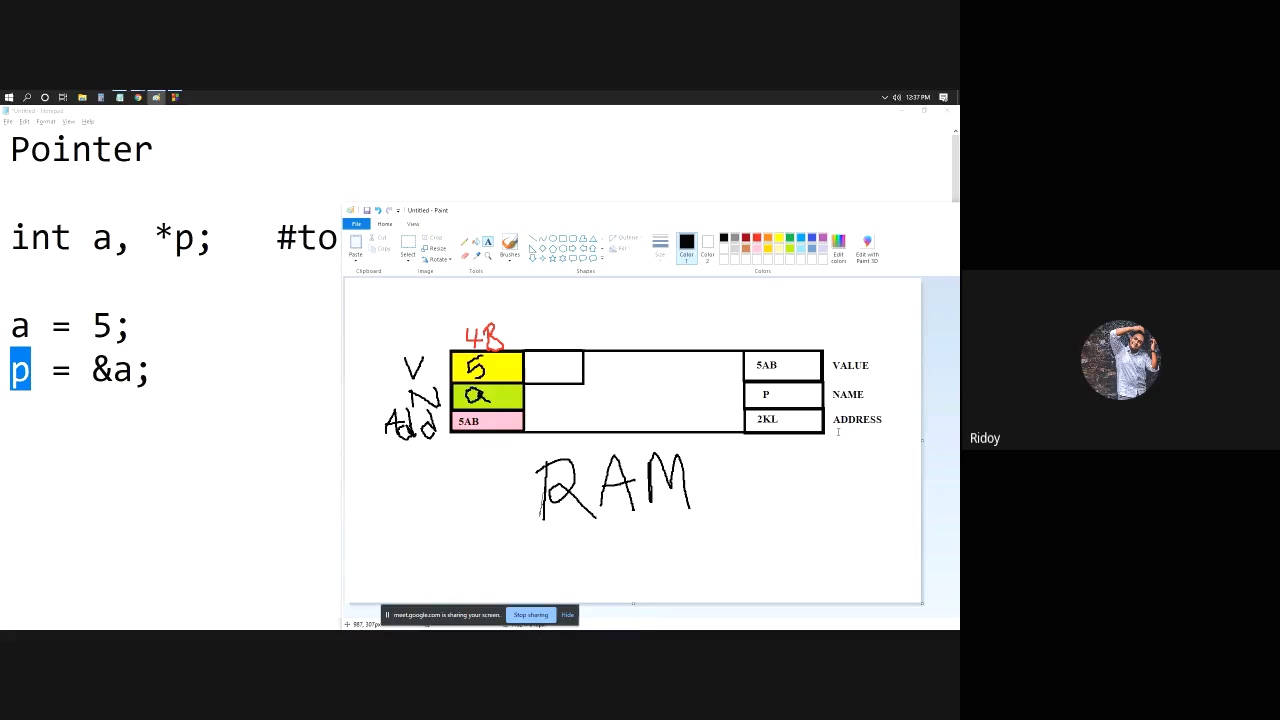 12:37 PM
*Untitled - Notepad
File Edit Format View Help
Pointer
int a, *p; #to
a = 5;
p = &a;
Untitled - Paint
File Home View
Paste
Cut
Copy
Select
Crop
Resize
Rotate
A
Brushes
Outline
Fill
Size
Color 1
Color 2
Edit colors
Edit with Paint 3D
Clipboard Image Tools Shapes Colors
4B
V 5 5AB VALUE
N a P NAME
Add 5AB 2KL ADDRESS
RAM
meet.google.com is sharing your screen. Stop sharing Hide
987, 307px
Ridoy